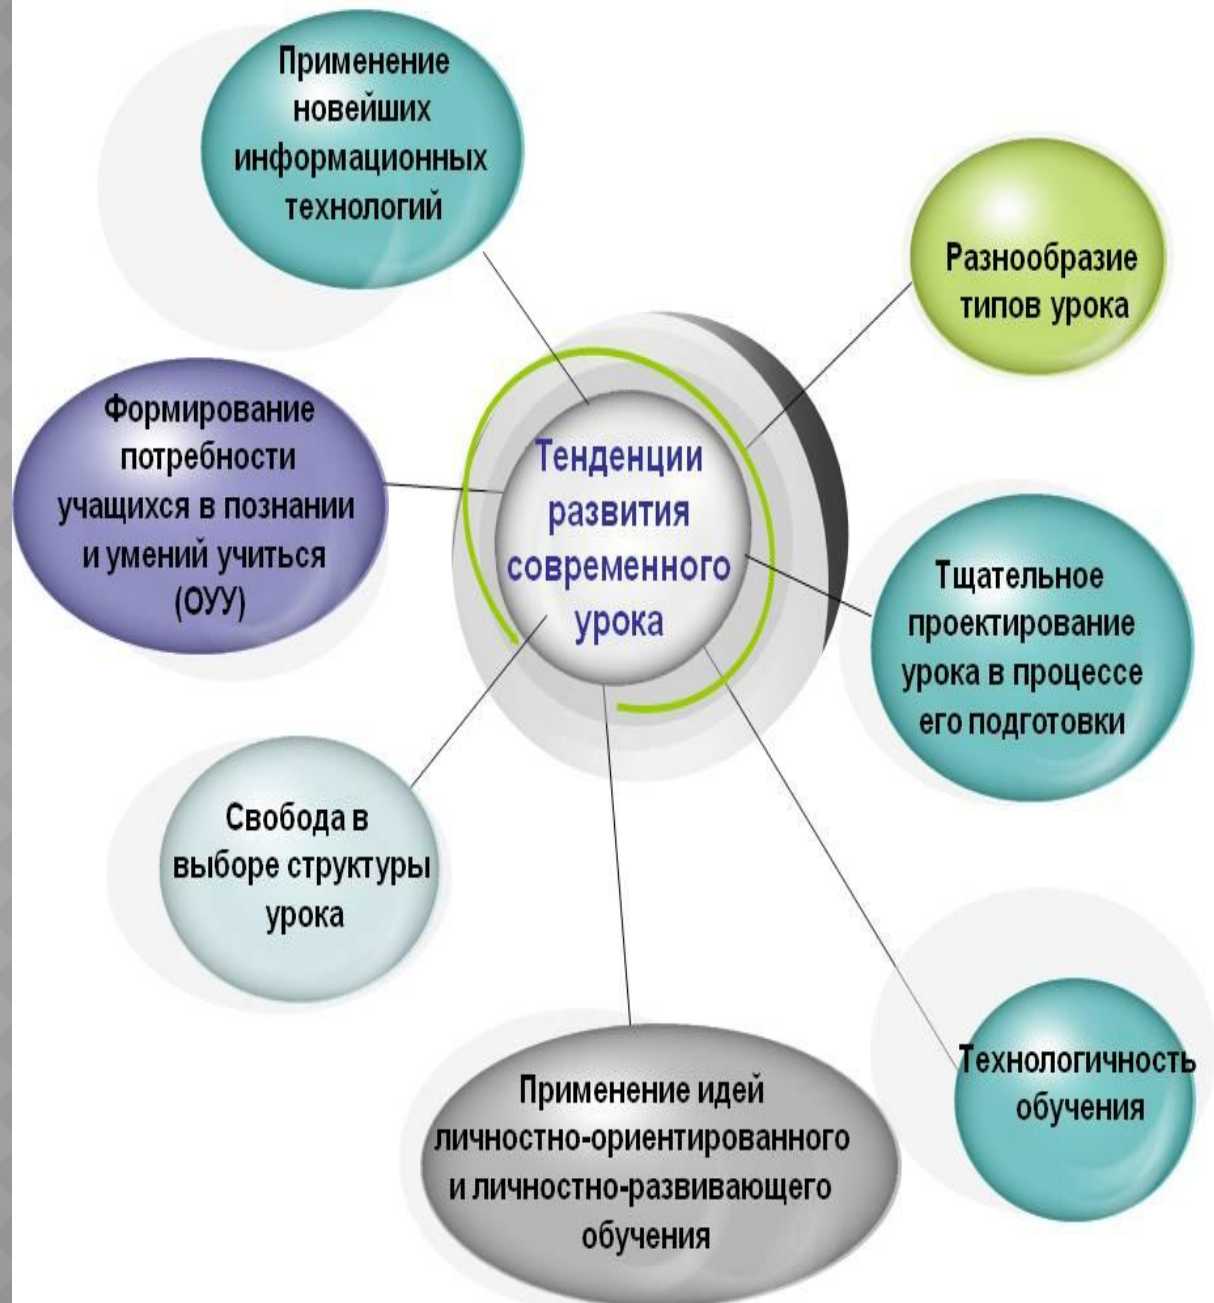 Применение
новейших
информационных
технологий
Разнообразие
типов урока
Формирование
потребности
учащихся в познании
и умений учиться
(ОУУ)
Тенденции
развития
современного
урока
Тщательное
проектирование
урока в процессе
его подготовки
Свобода в
выборе структуры
урока
Технологичность
обучения
Применение идей
личностно-ориентированного
и личностно-развивающего
обучения